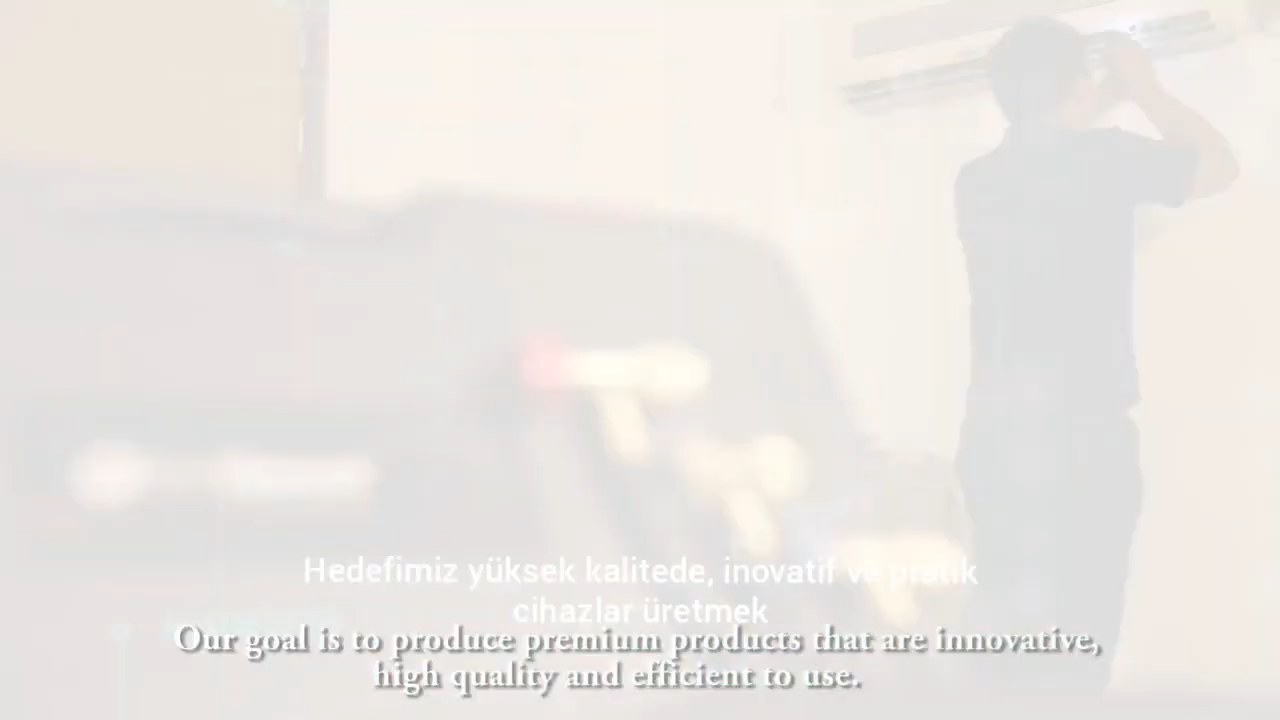 Hedefimiz yüksek kalitede, inovatif ve pratik
cihazlar üretmek
Our goal is to produce premium products that are innovative,
high quality and efficient to use.